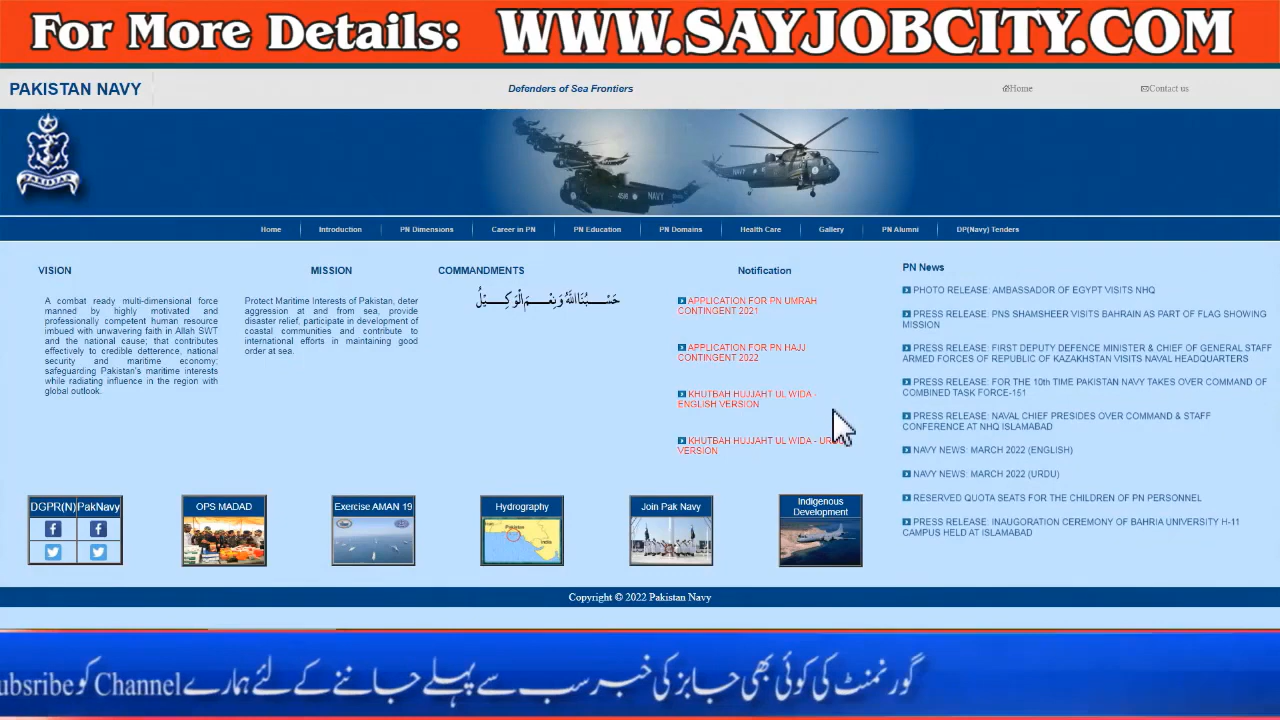 For More Details: WWW.SAYJOBCITY.COM
PAKISTAN NAVY
Defenders of Sea Frontiers
Home
Contact us
PAKISTAN
NAVY
4511 NAVY
Home
Introduction
PN Dimensions
Career in PN
PN Education
PN Domains
Health Care
Gallery
PN Alumni
DP(Navy) Tenders
VISION
A combat ready multi-dimensional force
manned by highly motivated and
professionally competent human resource
imbued with unwavering faith in Allah SWT
and the national cause; that contributes
effectively to credible detterence, national
security and maritime economy;
safeguarding Pakistan's maritime interests
while radiating influence in the region with
global outlook.
MISSION
Protect Maritime Interests of Pakistan, deter
aggression at and from sea, provide
disaster relief, participate in development of
coastal communities and contribute to
international efforts in maintaining good
order at sea.
COMMANDMENTS
حَسْبُنَا اللهُ وَنِعْمَ الْوَكِيْلُ
Notification
APPLICATION FOR PN UMRAH
CONTINGENT 2021
APPLICATION FOR PN HAJJ
CONTINGENT 2022
KHUTBAH HUJJAHT UL WIDA -
ENGLISH VERSION
KHUTBAH HUJJAHT UL WIDA - URDU
VERSION
PN News
PHOTO RELEASE: AMBASSADOR OF EGYPT VISITS NHQ
PRESS RELEASE: PNS SHAMSHEER VISITS BAHRAIN AS PART OF FLAG SHOWING
MISSION
PRESS RELEASE: FIRST DEPUTY DEFENCE MINISTER & CHIEF OF GENERAL STAFF
ARMED FORCES OF REPUBLIC OF KAZAKHSTAN VISITS NAVAL HEADQUARTERS
PRESS RELEASE: FOR THE 10th TIME PAKISTAN NAVY TAKES OVER COMMAND OF
COMBINED TASK FORCE-151
PRESS RELEASE: NAVAL CHIEF PRESIDES OVER COMMAND & STAFF
CONFERENCE AT NHQ ISLAMABAD
NAVY NEWS: MARCH 2022 (ENGLISH)
NAVY NEWS: MARCH 2022 (URDU)
RESERVED QUOTA SEATS FOR THE CHILDREN OF PN PERSONNEL
PRESS RELEASE: INAUGRATION CEREMONY OF BAHRIA UNIVERSITY H-11
CAMPUS HELD AT ISLAMABAD
DGPR(N) PakNavy
OPS MADAD
Exercise AMAN 19
Hydrography
Iran
Pakistan
India
Join Pak Navy
Indigenous
Development
Copyright © 2022 Pakistan Navy
گورنمنٹ کی کوئی بھی جابز کی خبر سب سے پہلے جاننے کے لئے ہمارے Channel کو ubsribe